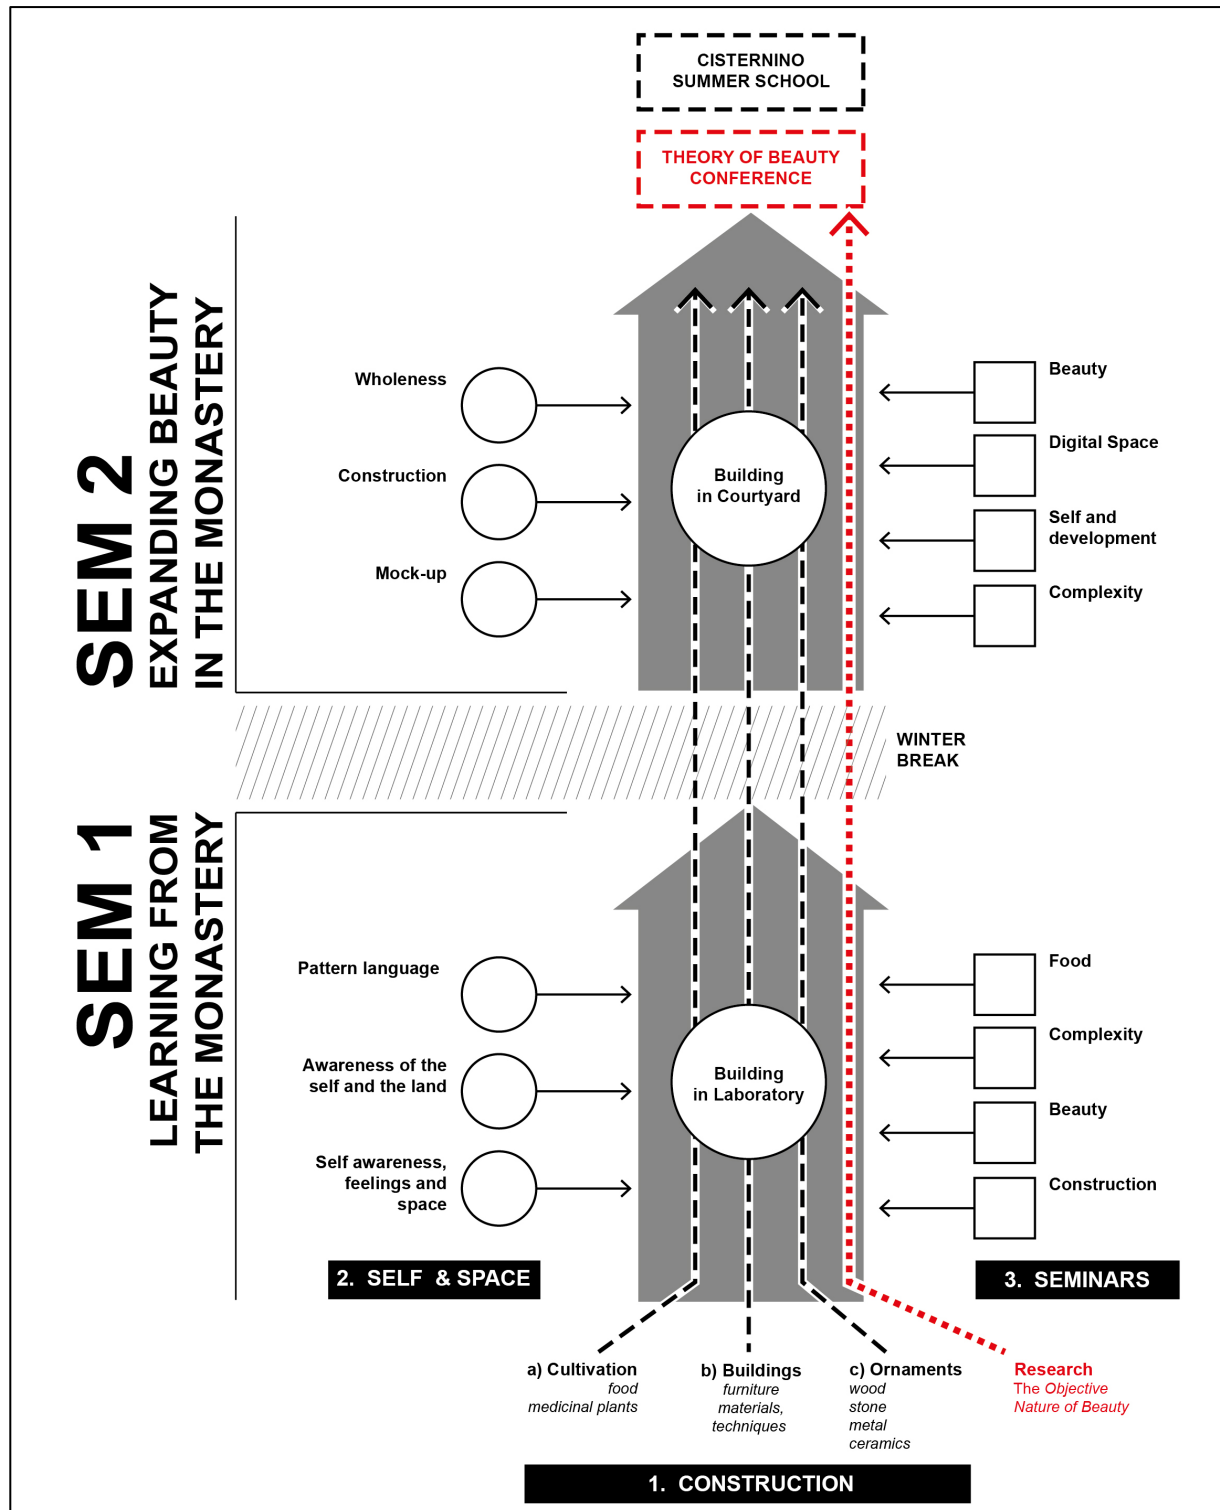 CISTERNINO
SUMMER SCHOOL
THEORY OF BEAUTY
CONFERENCE
SEM 2
EXPANDING BEAUTY
IN THE MONASTERY
Wholeness
Construction
Mock-up
Building
in Courtyard
Beauty
Digital Space
Self and
development
Complexity
WINTER
BREAK
SEM 1
LEARNING FROM
THE MONASTERY
Pattern language
Awareness of the
self and the land
Self awareness,
feelings and
space
Building
in Laboratory
Food
Complexity
Beauty
Construction
2. SELF & SPACE
3. SEMINARS
a) Cultivation
food
medicinal plants
b) Buildings
furniture
materials,
techniques
c) Ornaments
wood
stone
metal
ceramics
Research
The Objective
Nature of Beauty
1. CONSTRUCTION